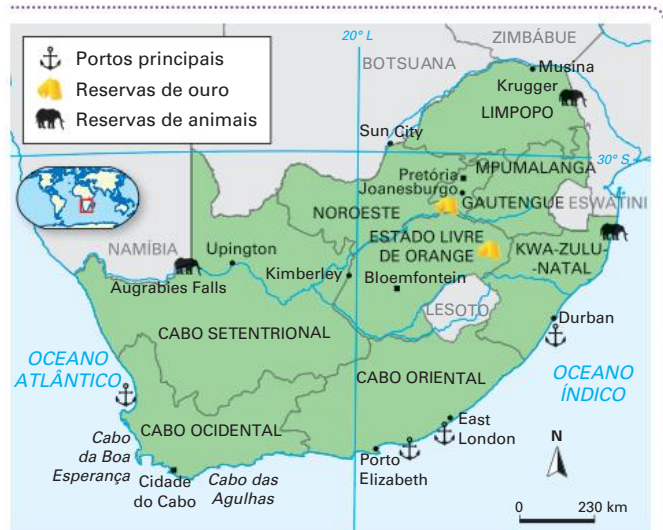 Portos principais
Reservas de ouro
Reservas de animais
20º L
ZIMBÁBUE
BOTSUANA
Musina
Krugger
LIMPOPO
Sun City
30º S
MPUMALANGA
Pretória
Joanesburgo
GAUTENGUE
ESWATINI
NOROESTE
ESTADO LIVRE
DE ORANGE
KWA-ZULU-
-NATAL
NAMÍBIA
Upington
Kimberley
Bloemfontein
Augrabies Falls
LESOTO
Durban
CABO SETENTRIONAL
OCEANO
ATLÂNTICO
CABO ORIENTAL
OCEANO
ÍNDICO
CABO OCIDENTAL
East
London
Cabo
da Boa
Esperança
Cidade
do Cabo
Cabo das
Agulhas
Porto
Elizabeth
N
0 230 km